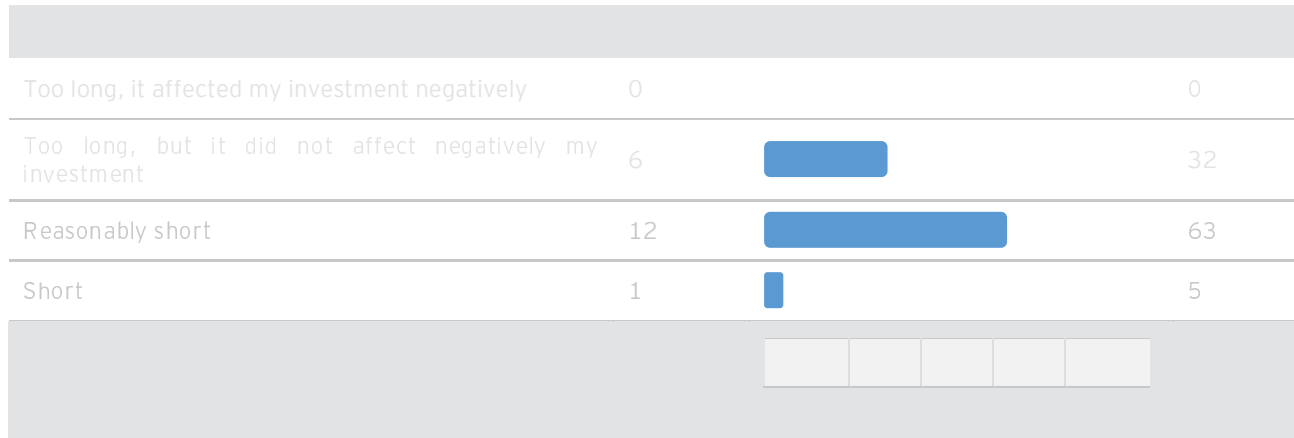 Too long, it affected my investment negatively 0 0
Too long, but it did not affect negatively my
investment 6 32
Reasonably short 12 63
Short 1 5